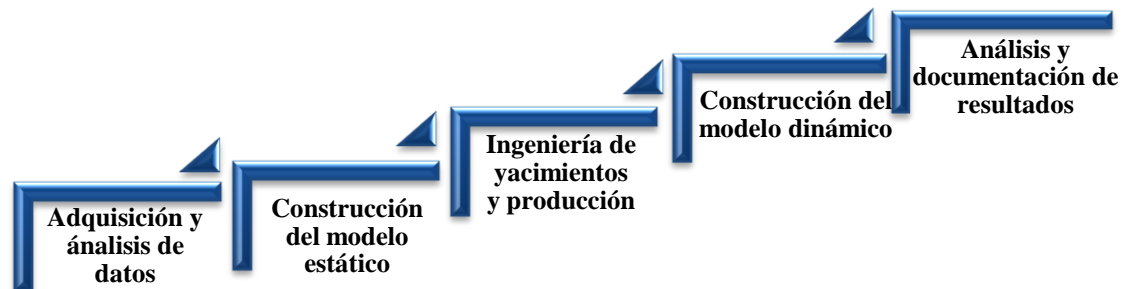 Adquisición y
ánalisis de
datos
Construcción
del modelo
estático
Ingeniería de
yacimientos
y producción
Construcción del
modelo dinámico
Análisis y
documentación de
resultados